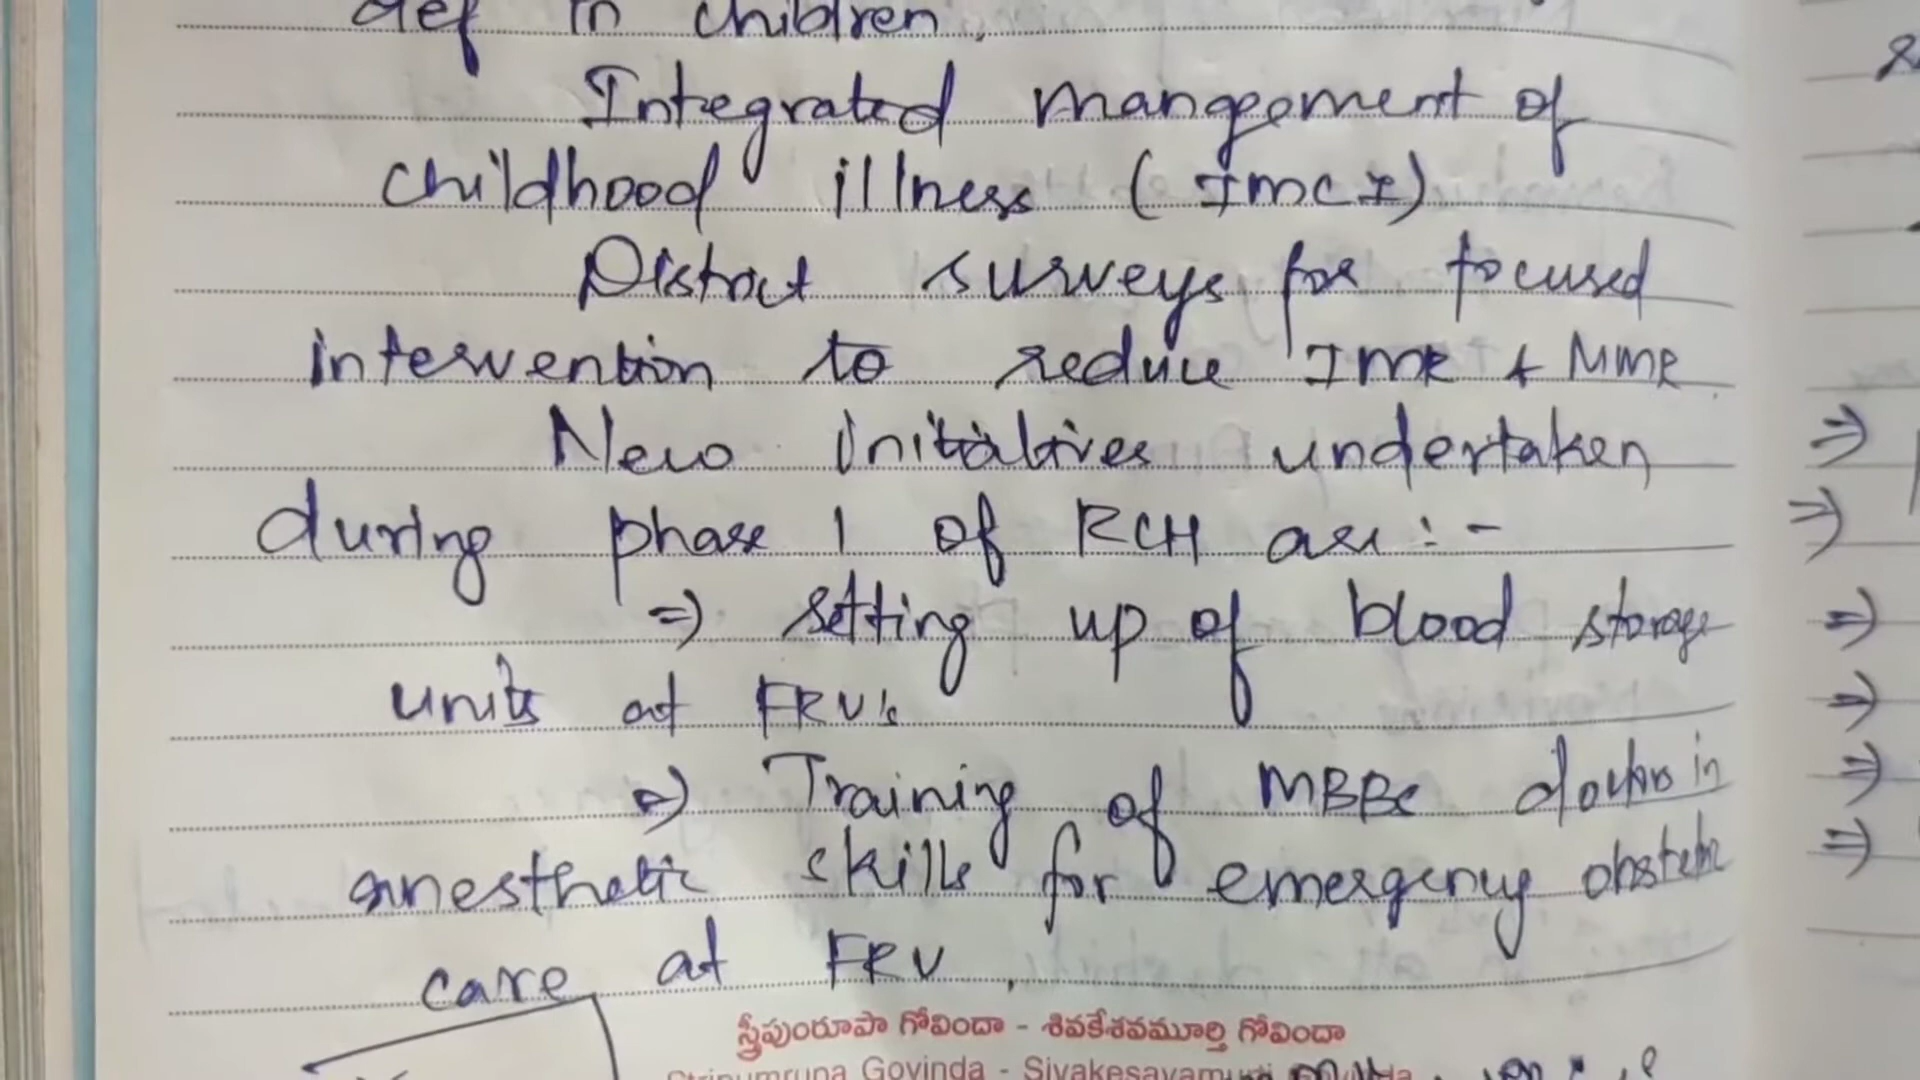 def in children.
Integrated mangement of
childhood illness (IMCI)
District surveys for focused
intervention to reduce IMR & MMR
New initiatives undertaken
during phase 1 of RCH are :-
=> setting up of blood storage
units at FRU's
=> Training of MBBS doctors in
anesthetic skills for emergency obstetric
care at FRU.
స్త్రీపుంరూపా గోవిందా - శివకేశవమూర్తి గోవిందా
Govinda -
=>
=>
=>
=>
=>
=>